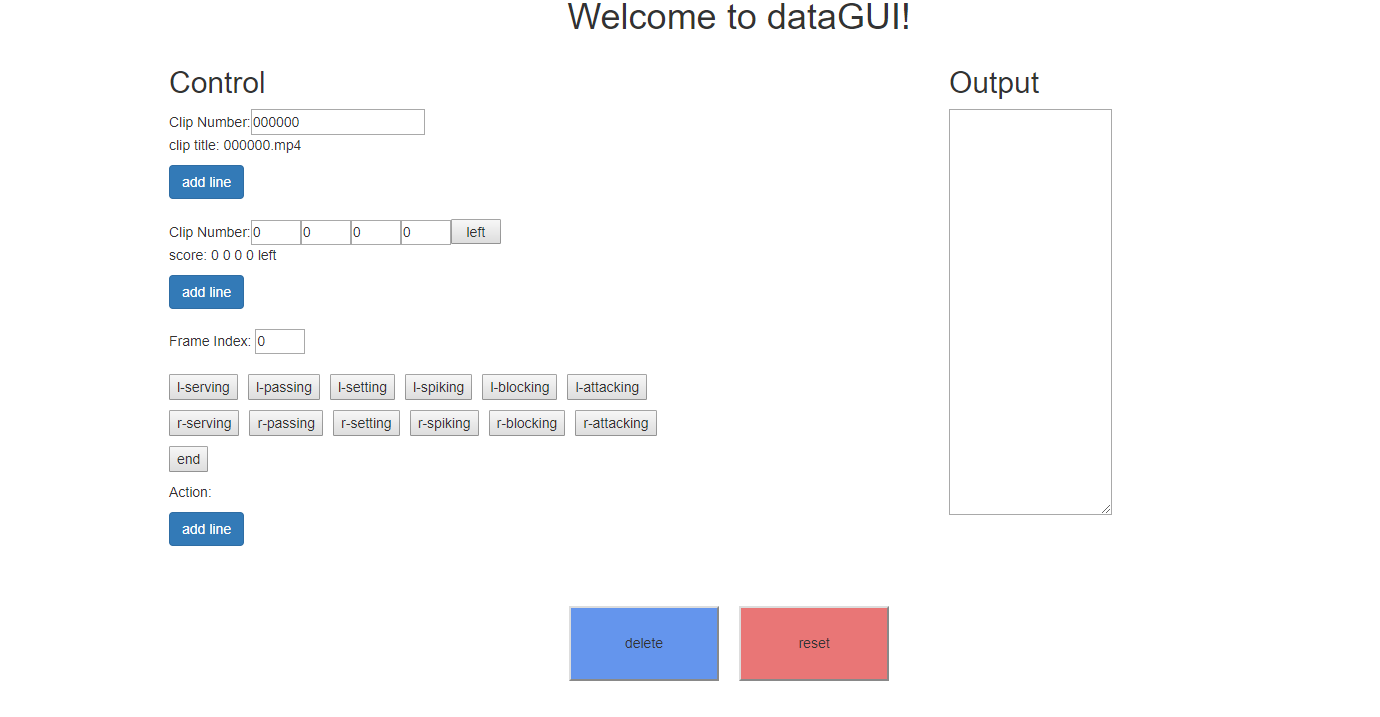 Welcome to dataGUI!
Control
Clip Number: 000000
clip title: 000000.mp4
add line
Clip Number: 0 0 0 0 left
score: 0 0 0 0 left
add line
Frame Index: 0
l-serving l-passing l-setting l-spiking l-blocking l-attacking
r-serving r-passing r-setting r-spiking r-blocking r-attacking
end
Action:
add line
Output
delete reset